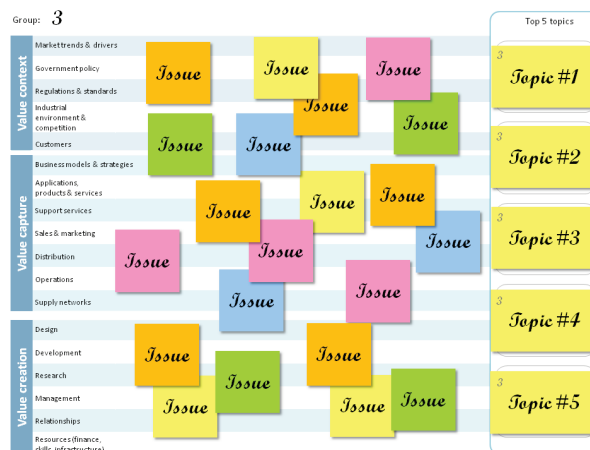 Group: 3
Top 5 topics
Value context
Market trends & drivers
Government policy
Regulations & standards
Industrial
environment &
competition
Customers
Issue
Issue
Issue
Issue
Issue
Issue
Issue
Value capture
Business models & strategies
Applications,
products & services
Support services
Sales & marketing
Distribution
Operations
Supply networks
Issue
Issue
Issue
Issue
Issue
Issue
Issue
Issue
Value creation
Design
Development
Research
Management
Relationships
Resources (finance,
skills, infrastructure)
Issue
Issue
Issue
Issue
Issue
Issue
3
Topic #1
3
Topic #2
3
Topic #3
3
Topic #4
3
Topic #5